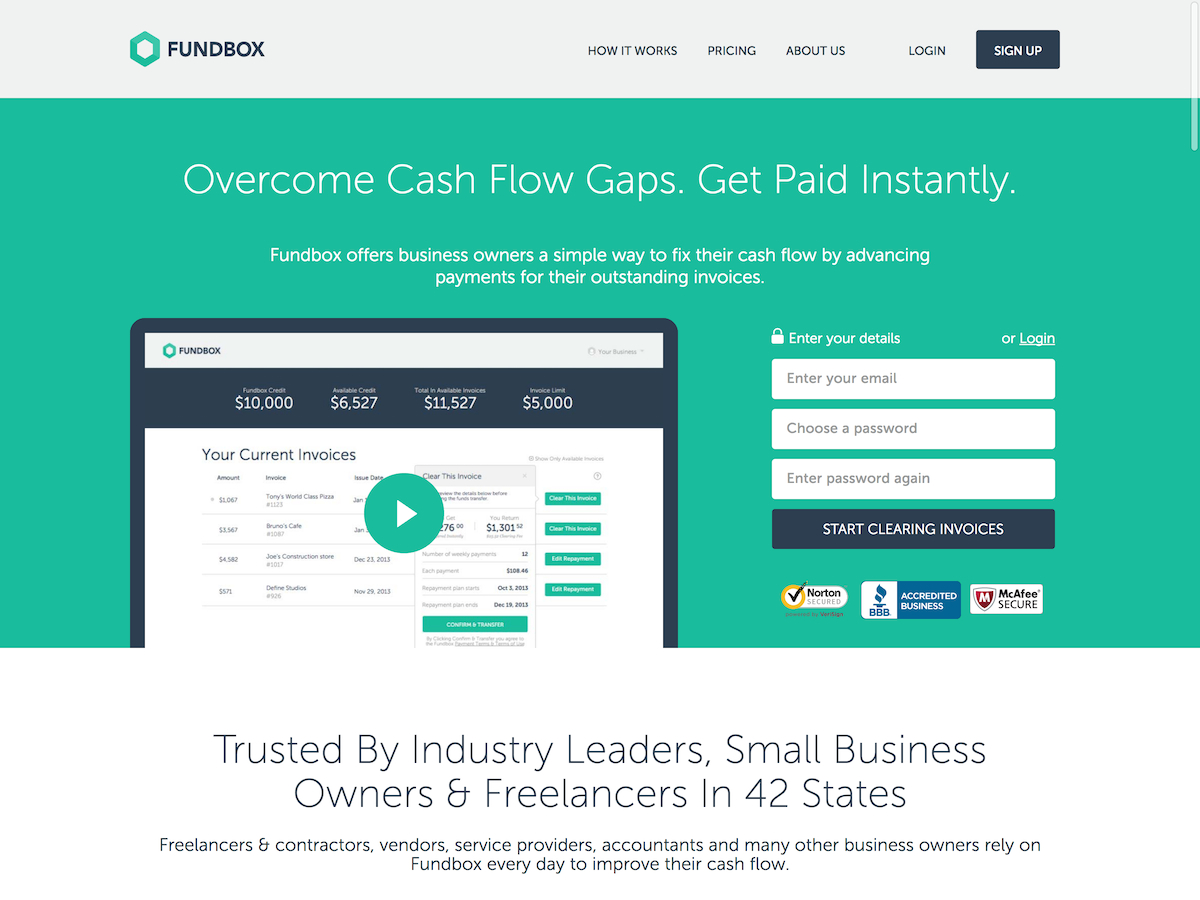 FUNDBOX
HOW IT WORKS PRICING ABOUT US LOGIN SIGN UP
Overcome Cash Flow Gaps. Get Paid Instantly.
Fundbox offers business owners a simple way to fix their cash flow by advancing
payments for their outstanding invoices.
FUNDBOX
Your Business
Fundbox Credit Available Credit Total In Available Invoices Invoice Limit
$10,000 $6,527 $11,527 $5,000
Your Current Invoices
Show Only Available Invoices
Amount Invoice Issue Date
$1,067 Tony's World Class Pizza Jan
#1123
$3,567 Bruno's Cafe Jan
#1087
$4,582 Joe's Construction store Dec 23, 2013
#1017
$571 Define Studios Nov 29, 2013
#926
Clear This Invoice
view the details below before
the funds transfer.
Get You Return
276.00 $1,301.52
Number of weekly payments 12
Each payment $108.46
Repayment plan starts Oct 3, 2013
Repayment plan ends Dec 19, 2013
CONFIRM & TRANSFER
By Clicking Confirm & Transfer you agree to
the Fundbox Payments Terms & Terms of Use
Clear This Invoice
Clear This Invoice
Edit Repayment
Edit Repayment
Enter your details or Login
Enter your email
Choose a password
Enter password again
START CLEARING INVOICES
Norton
SECURED
powered by VeriSign
BBB
ACCREDITED
BUSINESS
McAfee
SECURE
Trusted By Industry Leaders, Small Business
Owners & Freelancers In 42 States
Freelancers & contractors, vendors, service providers, accountants and many other business owners rely on
Fundbox every day to improve their cash flow.